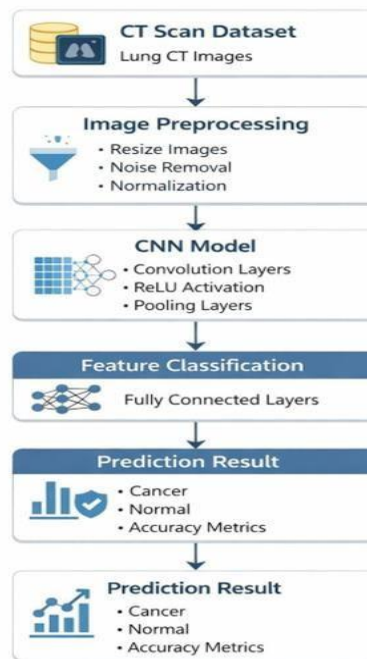 CT Scan Dataset
Lung CT Images
Image Preprocessing
• Resize Images
• Noise Removal
• Normalization
CNN Model
• Convolution Layers
• ReLU Activation
• Pooling Layers
Feature Classification
Fully Connected Layers
Prediction Result
• Cancer
• Normal
• Accuracy Metrics
Prediction Result
• Cancer
• Normal
• Accuracy Metrics